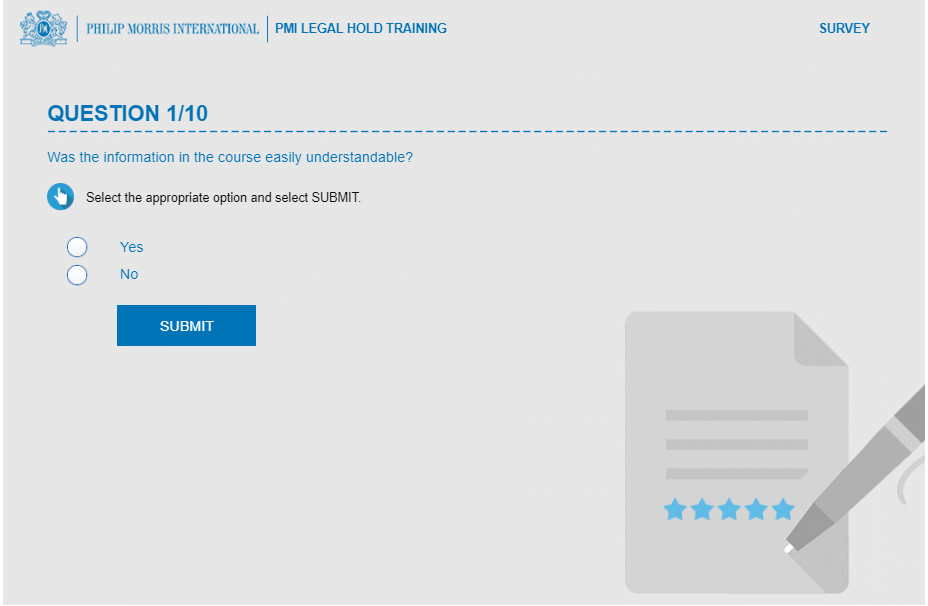 PM
PHILIP MORRIS INTERNATIONAL
PMI LEGAL HOLD TRAINING
SURVEY
QUESTION 1/10
Was the information in the course easily understandable?
Select the appropriate option and select SUBMIT.
Yes
No
SUBMIT